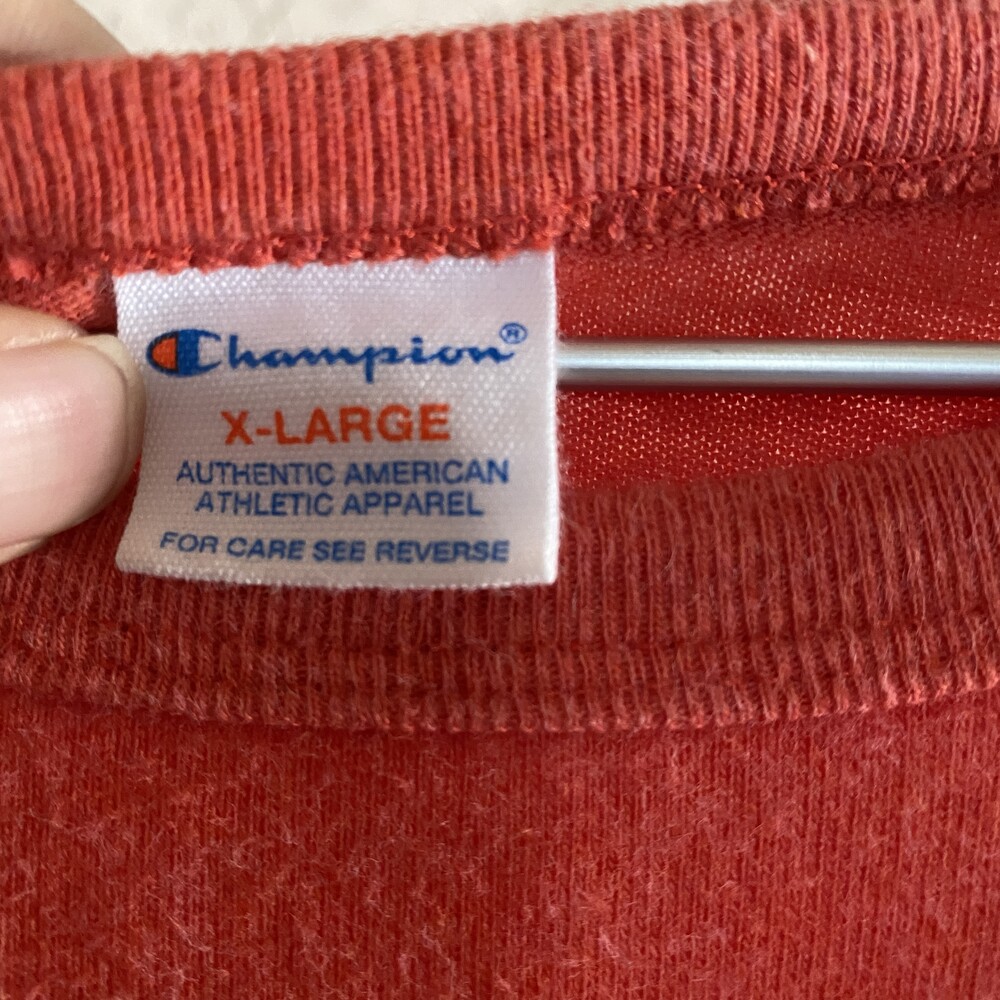 Champion®
X-LARGE
AUTHENTIC AMERICAN
ATHLETIC APPAREL
FOR CARE SEE REVERSE